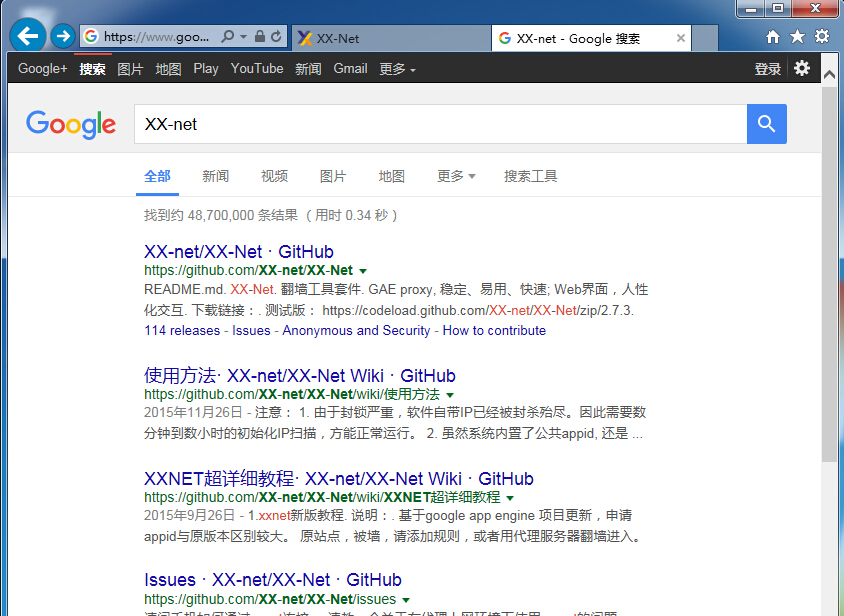 https://www.goo...
XX-Net
XX-net - Google 搜索
Google+ 搜索 图片 地图 Play YouTube 新闻 Gmail 更多
登录
Google
XX-net
全部 新闻 视频 图片 地图 更多 搜索工具
找到约 48,700,000 条结果 （用时 0.34 秒）
XX-net/XX-Net · GitHub
https://github.com/XX-net/XX-Net
README.md. XX-Net. 翻墙工具套件. GAE proxy, 稳定、易用、快速; Web界面，人性
化交互. 下载链接：. 测试版： https://codeload.github.com/XX-net/XX-Net/zip/2.7.3.
114 releases - Issues - Anonymous and Security - How to contribute
使用方法· XX-net/XX-Net Wiki · GitHub
https://github.com/XX-net/XX-Net/wiki/使用方法
2015年11月26日 - 注意： 1. 由于封锁严重，软件自带IP已经被封杀殆尽。因此需要数
分钟到数小时的初始化IP扫描，方能正常运行。 2. 虽然系统内置了公共appid, 还是 ...
XXNET超详细教程· XX-net/XX-Net Wiki · GitHub
https://github.com/XX-net/XX-Net/wiki/XXNET超详细教程
2015年9月26日 - 1.xxnet新版教程. 说明：. 基于google app engine 项目更新，申请
appid与原版本区别较大。 原站点，被墙，请添加规则，或者用代理服务器翻墙进入。
Issues · XX-net/XX-Net · GitHub
https://github.com/XX-net/XX-Net/issues